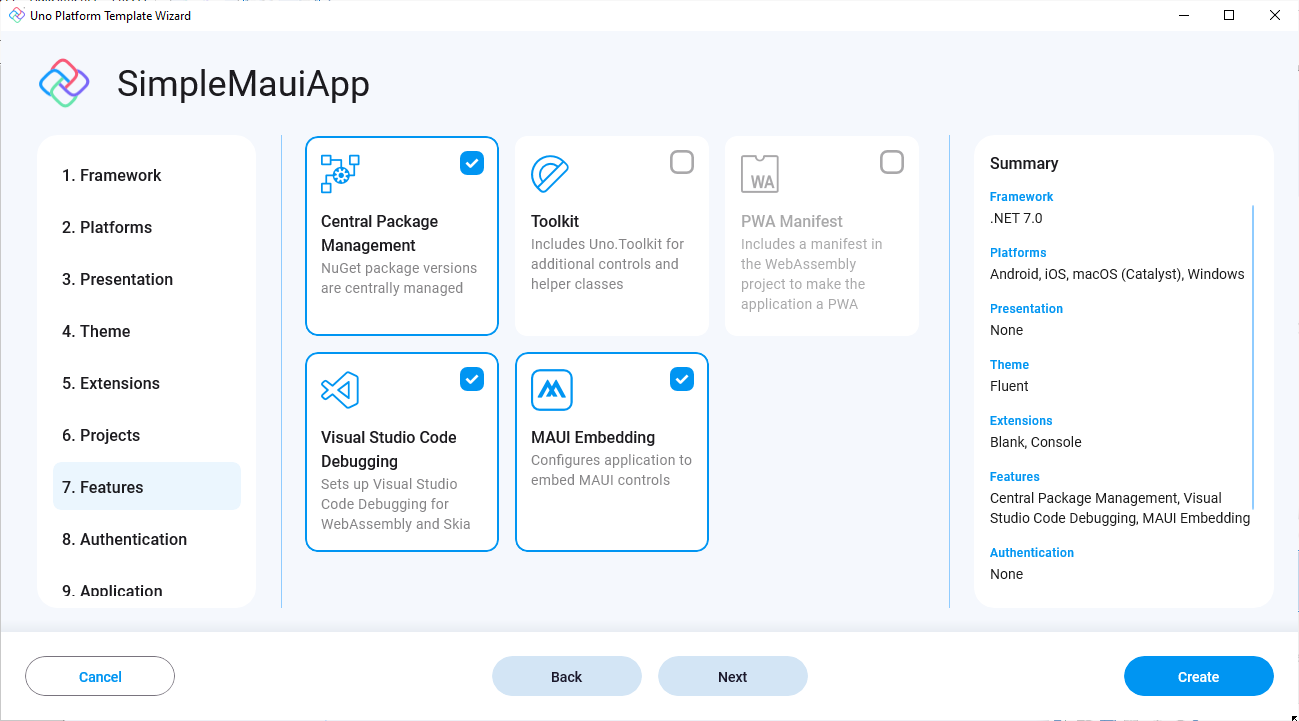 Uno Platform Template Wizard
SimpleMauiApp
1. Framework
2. Platforms
3. Presentation
4. Theme
5. Extensions
6. Projects
7. Features
8. Authentication
9. Application
Central Package
Management
NuGet package versions
are centrally managed
Toolkit
Includes Uno.Toolkit for
additional controls and
helper classes
WA
PWA Manifest
Includes a manifest in
the WebAssembly
project to make the
application a PWA
Visual Studio Code
Debugging
Sets up Visual Studio
Code Debugging for
WebAssembly and Skia
MAUI Embedding
Configures application to
embed MAUI controls
Summary
Framework
.NET 7.0
Platforms
Android, iOS, macOS (Catalyst), Windows
Presentation
None
Theme
Fluent
Extensions
Blank, Console
Features
Central Package Management, Visual
Studio Code Debugging, MAUI Embedding
Authentication
None
Cancel
Back
Next
Create